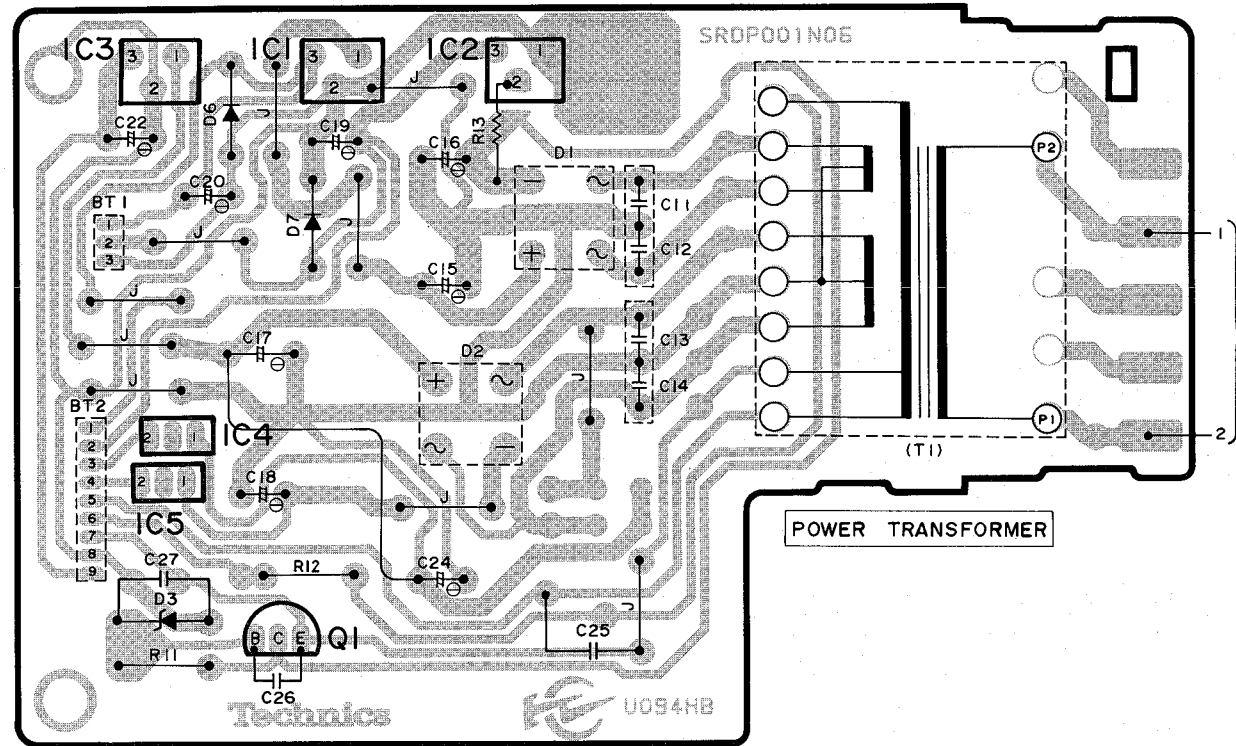 SRDP001N06
IC3
3 1
2
IC1
3 1
2
IC2
3 1
2
J
D6
J
C22
C19
C16
R13
D1
P2
C20
BT1
1
2
3
J
D7
J
− ~
+ ~
C11
C12
1
C15
J
J
C17
D2
+ ~
~ −
J
C13
C14
J
BT2
1
2
3
4
5
6
7
8
9
2 1
IC4
2 1
IC5
C18
J
P1
(T1)
2
POWER TRANSFORMER
C27
D3
R12
C24
R11
B C E
Q1
C26
C25
J
Technics
U094HB